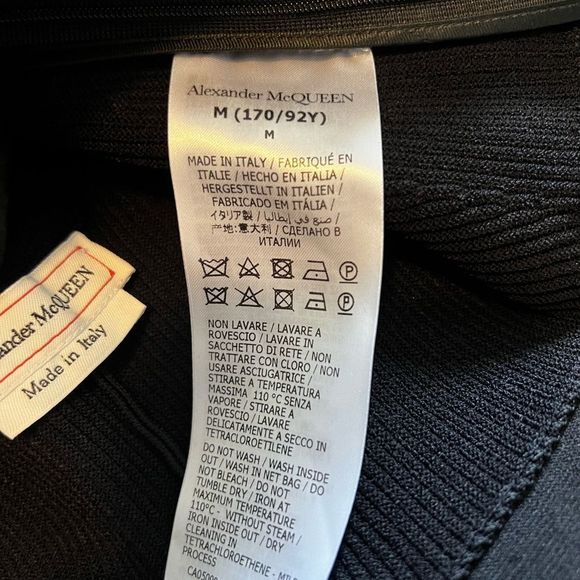 Alexander McQUEEN
M (170/92Y)
M
MADE IN ITALY / FABRIQUÉ EN
ITALIE / HECHO EN ITALIA /
HERGESTELLT IN ITALIEN /
FABRICADO EM ITÁLIA /
イタリア製 / صنع في إيطاليا /
产地:意大利 / СДЕЛАНО В
ИТАЛИИ
P
P
NON LAVARE / LAVARE A
ROVESCIO / LAVARE IN
SACCHETTO DI RETE / NON
TRATTARE CON CLORO / NON
USARE ASCIUGATRICE /
STIRARE A TEMPERATURA
MASSIMA 110°C SENZA
VAPORE / STIRARE A
ROVESCIO / LAVARE
DELICATAMENTE A SECCO IN
TETRACLOROETILENE
DO NOT WASH / WASH INSIDE
OUT / WASH IN NET BAG / DO
NOT BLEACH / DO NOT
TUMBLE DRY / IRON AT
MAXIMUM TEMPERATURE
110°C- WITHOUT STEAM /
IRON INSIDE OUT / DRY
CLEANING IN
TETRACHLOROETHENE - MILD
PROCESS
ander McQUEEN
Made in Italy